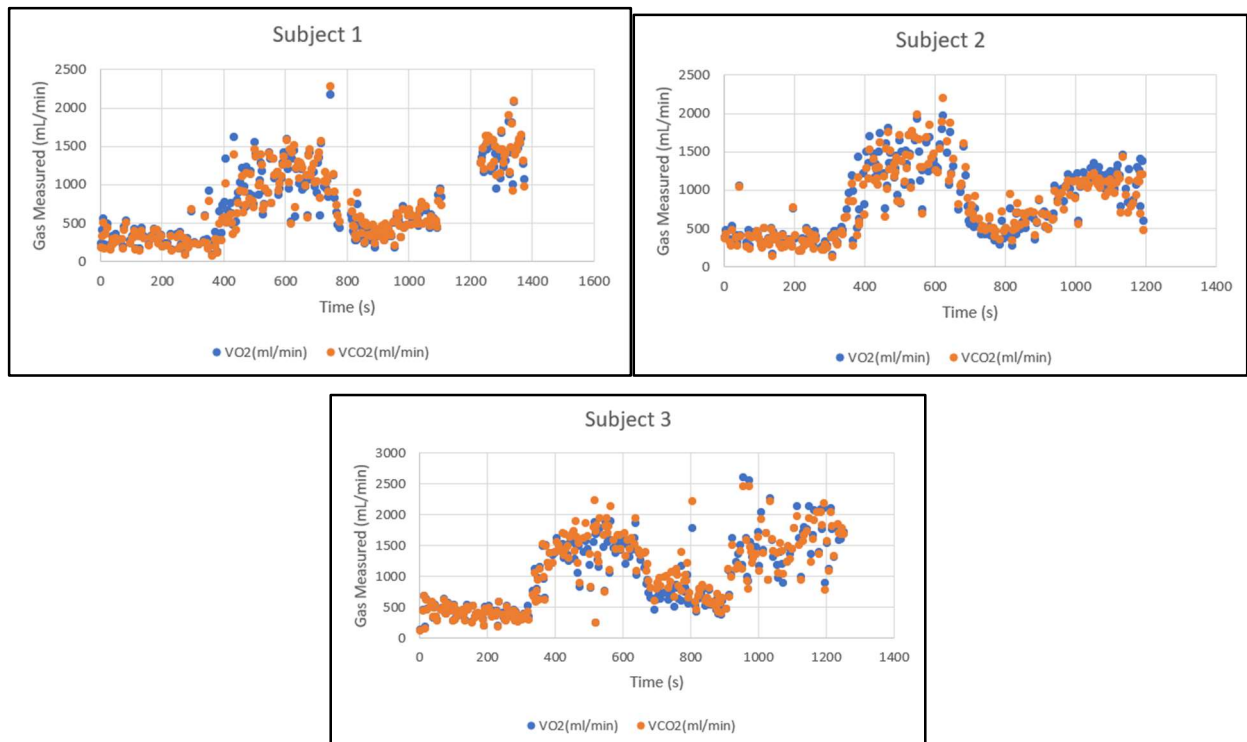 Subject 1
2500
2000
1500
1000
500
0
0 200 400 600 800 1000 1200 1400 1600
Gas Measured (mL/min)
Time (s)
VO2(ml/min) VCO2(ml/min)
Subject 2
2500
2000
1500
1000
500
0
0 200 400 600 800 1000 1200 1400
Gas Measured (mL/min)
Time (s)
VO2(ml/min) VCO2(ml/min)
Subject 3
3000
2500
2000
1500
1000
500
0
0 200 400 600 800 1000 1200 1400
Gas Measured (mL/min)
Time (s)
VO2(ml/min) VCO2(ml/min)